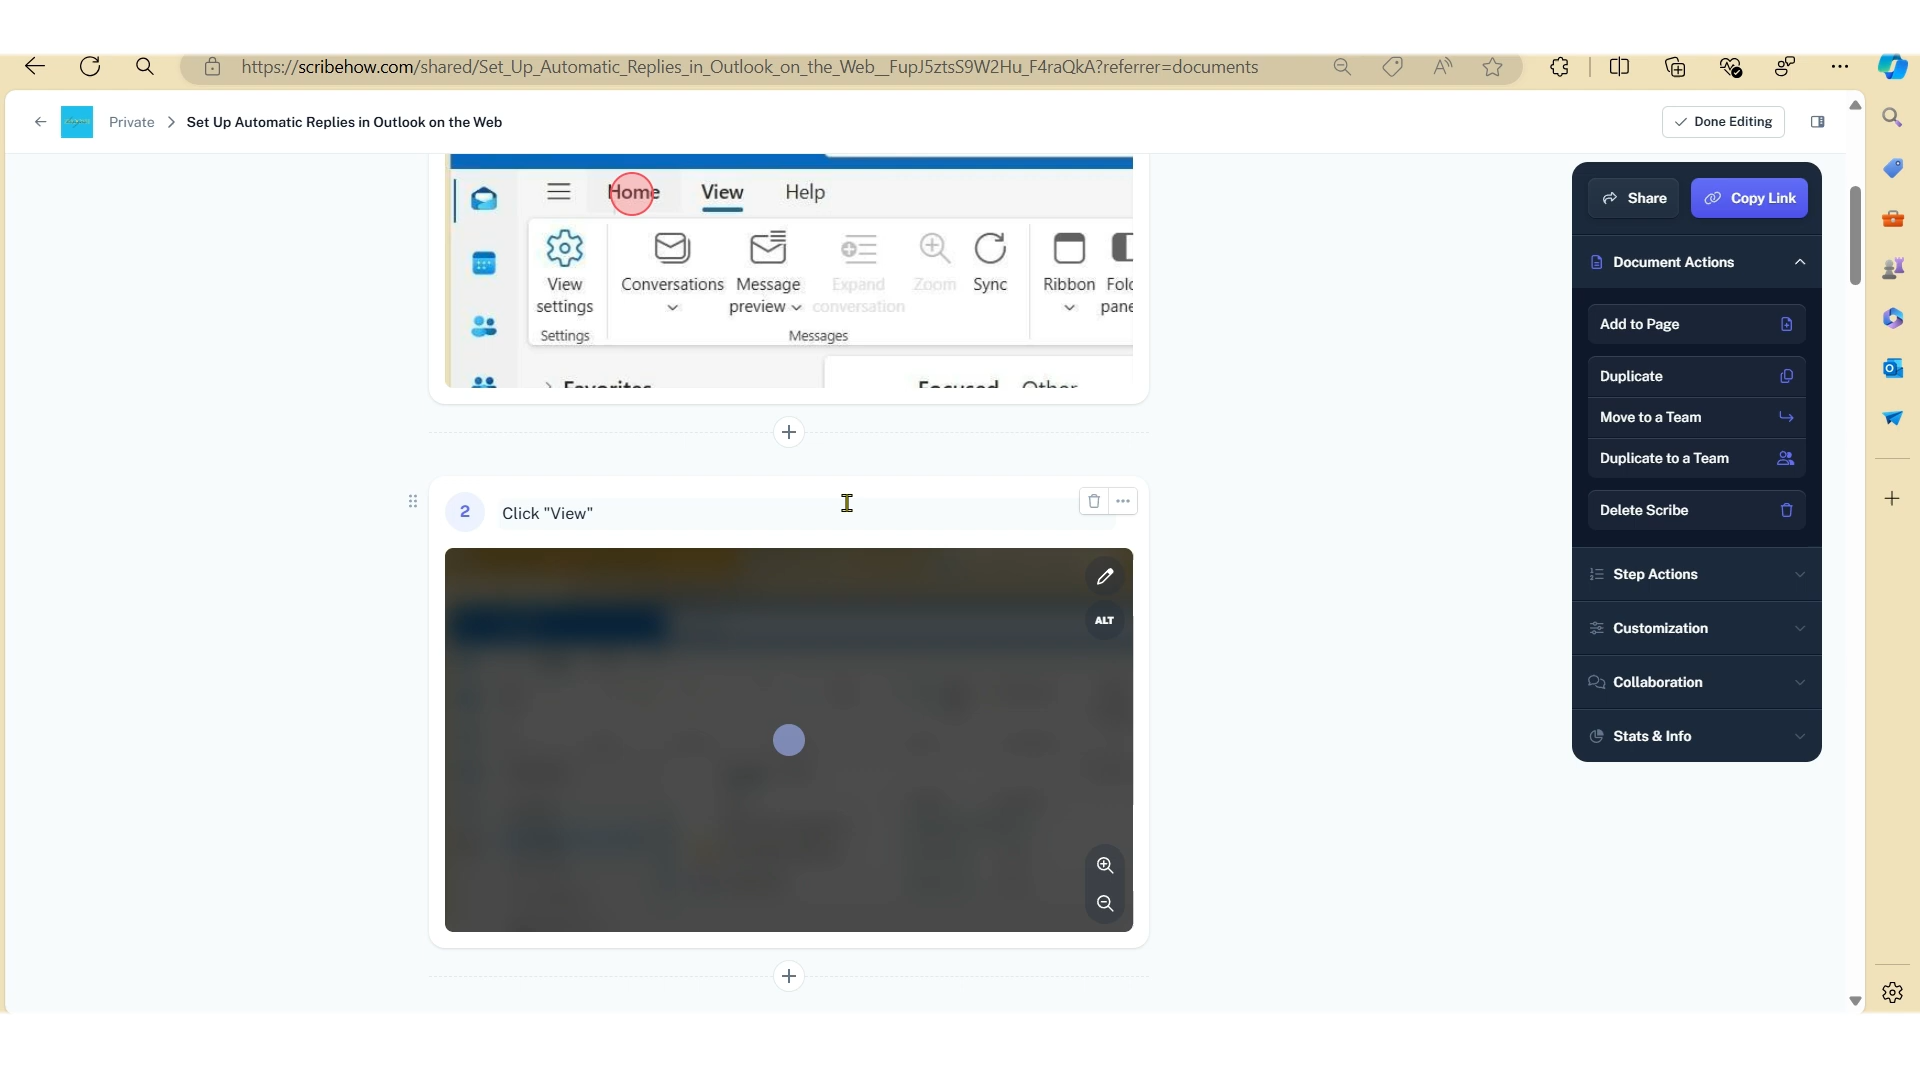 https://scribehow.com/shared/Set_Up_Automatic_Replies_in_Outlook_on_the_Web__FupJ5ztsS9W2Hu_F4raQkA?referrer=documents
Private > Set Up Automatic Replies in Outlook on the Web
Done Editing
Home View Help
View settings
Conversations
Message preview
Expand conversation
Zoom
Sync
Ribbon
Settings
Messages
Favorites
Focused Other
2 Click "View"
ALT
Share
Copy Link
Document Actions
Add to Page
Duplicate
Move to a Team
Duplicate to a Team
Delete Scribe
Step Actions
Customization
Collaboration
Stats & Info